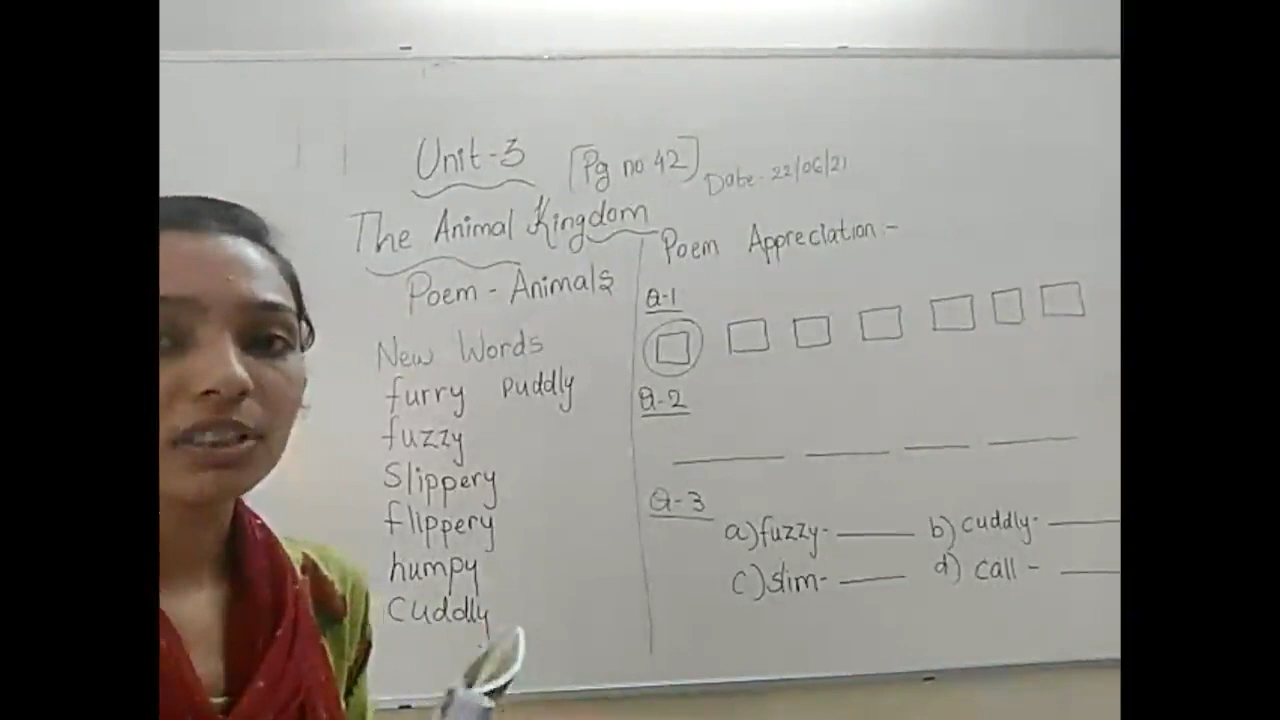 Unit-3 [Pg no 42] Date- 22/06/21
The Animal Kingdom
Poem - Animals
New Words
furry puddly
fuzzy
Slippery
flippery
humpy
Cuddly
Poem Appreciation -
Q-1
Q-2
Q-3
a) fuzzy- b) cuddly-
c) slim- d) call -